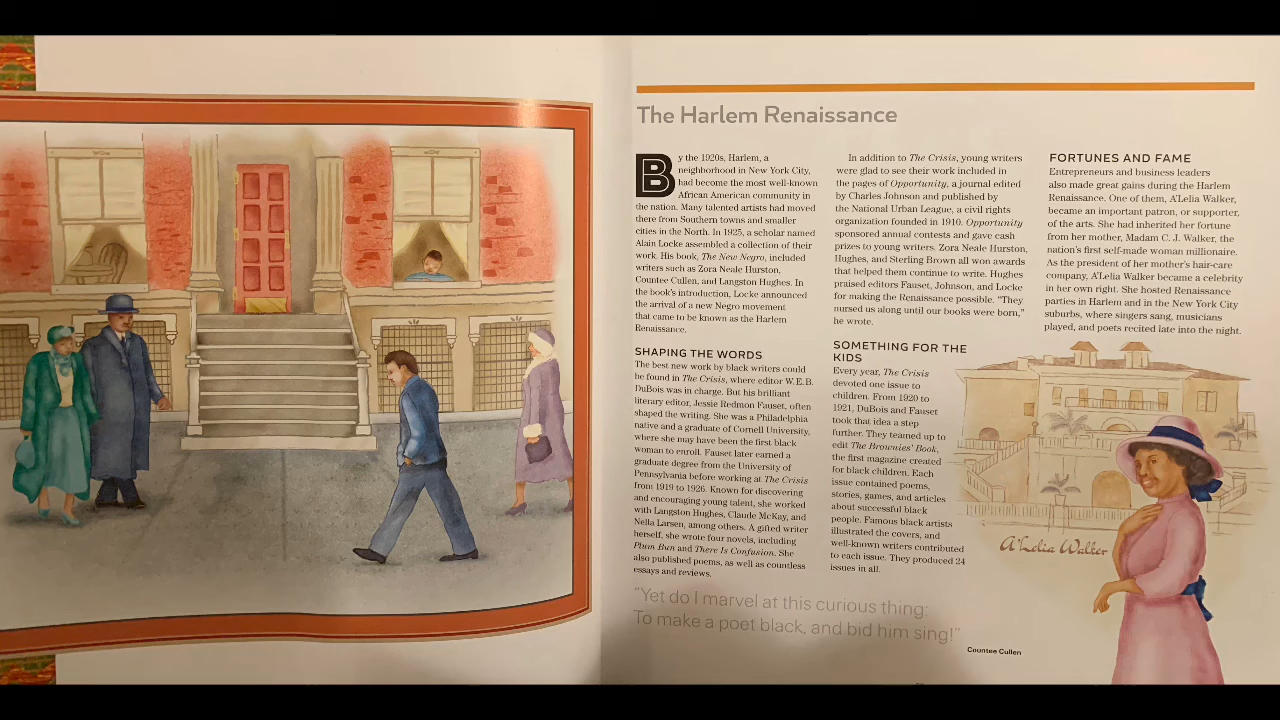 The Harlem Renaissance
By the 1920s, Harlem, a
neighborhood in New York City,
had become the most well-known
African American community in
the nation. Many talented artists had moved
there from Southern towns and smaller
cities in the North. In 1925, a scholar named
Alain Locke assembled a collection of their
work. His book, The New Negro, included
writers such as Zora Neale Hurston,
Countee Cullen, and Langston Hughes. In
the book's introduction, Locke announced
the arrival of a new Negro movement
that came to be known as the Harlem
Renaissance.
SHAPING THE WORDS
The best new work by black writers could
be found in The Crisis, where editor W. E. B.
DuBois was in charge. But his brilliant
literary editor, Jessie Redmon Fauset, often
shaped the writing. She was a Philadelphia
native and a graduate of Cornell University,
where she may have been the first black
woman to enroll. Fauset later earned a
graduate degree from the University of
Pennsylvania before working at The Crisis
from 1919 to 1926. Known for discovering
and encouraging young talent, she worked
with Langston Hughes, Claude McKay, and
Nella Larsen, among others. A gifted writer
herself, she wrote four novels, including
Plum Bun and There Is Confusion. She
also published poems, as well as countless
essays and reviews.
In addition to The Crisis, young writers
were glad to see their work included in
the pages of Opportunity, a journal edited
by Charles Johnson and published by
the National Urban League, a civil rights
organization founded in 1910. Opportunity
sponsored annual contests and gave cash
prizes to young writers. Zora Neale Hurston,
Hughes, and Sterling Brown all won awards
that helped them continue to write. Hughes
praised editors Fauset, Johnson, and Locke
for making the Renaissance possible. "They
nursed us along until our books were born,"
he wrote.
SOMETHING FOR THE
KIDS
Every year, The Crisis
devoted one issue to
children. From 1920 to
1921, DuBois and Fauset
took that idea a step
further. They teamed up to
edit The Brownies' Book,
the first magazine created
for black children. Each
issue contained poems,
stories, games, and articles
about successful black
people. Famous black artists
illustrated the covers, and
well-known writers contributed
to each issue. They produced 24
issues in all.
FORTUNES AND FAME
Entrepreneurs and business leaders
also made great gains during the Harlem
Renaissance. One of them, A'Lelia Walker,
became an important patron, or supporter,
of the arts. She had inherited her fortune
from her mother, Madam C. J. Walker, the
nation's first self-made woman millionaire.
As the president of her mother's hair-care
company, A'Lelia Walker became a celebrity
in her own right. She hosted Renaissance
parties in Harlem and in the New York City
suburbs, where singers sang, musicians
played, and poets recited late into the night.
A'Lelia Walker
"Yet do I marvel at this curious thing:
To make a poet black, and bid him sing!"
Countee Cullen